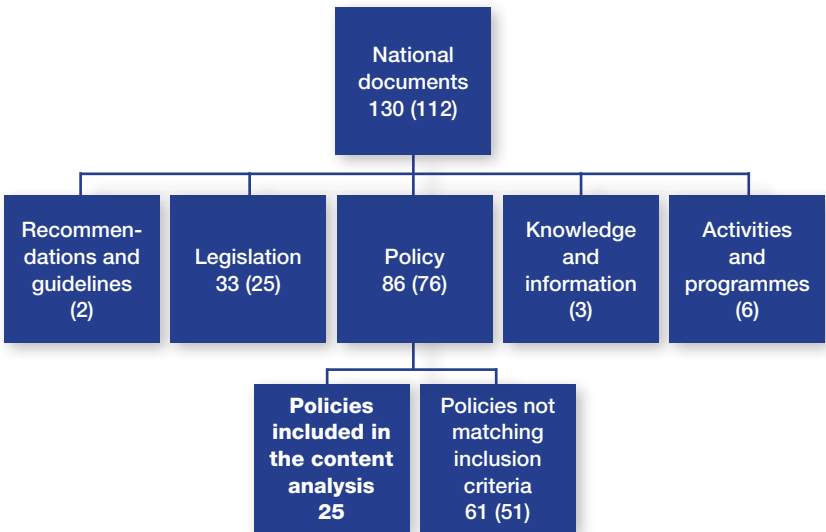 National
documents
130 (112)
Recommen-
dations and
guidelines
(2)
Legislation
33 (25)
Policy
86 (76)
Knowledge
and
information
(3)
Activities
and
programmes
(6)
Policies
included in
the content
analysis
25
Policies not
matching
inclusion
criteria
61 (51)